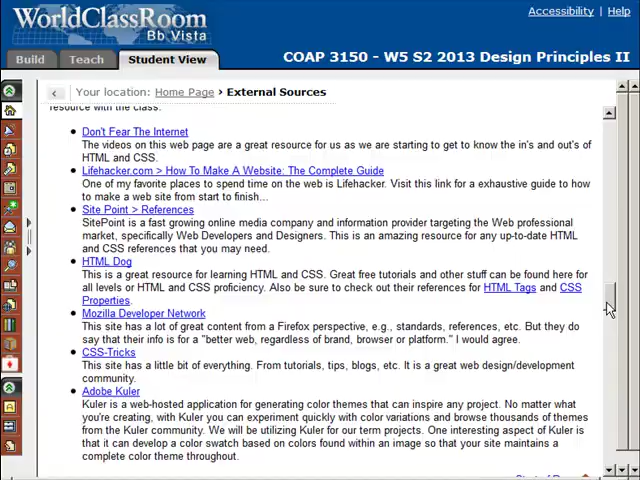 WorldClassRoom
Bb Vista
Accessibility | Help
Build
Teach
Student View
COAP 3150 - W5 S2 2013 Design Principles II
Your location: Home Page › External Sources
resource with the class.
Don't Fear The Internet
The videos on this web page are a great resource for us as we are starting to get to know the in's and out's of
HTML and CSS.
Lifehacker.com > How To Make A Website: The Complete Guide
One of my favorite places to spend time on the web is Lifehacker. Visit this link for a exhaustive guide to how
to make a web site from start to finish...
Site Point > References
SitePoint is a fast growing online media company and information provider targeting the Web professional
market, specifically Web Developers and Designers. This is an amazing resource for any up-to-date HTML
and CSS references that you may need.
HTML Dog
This is a great resource for learning HTML and CSS. Great free tutorials and other stuff can be found here for
all levels or HTML and CSS proficiency. Also be sure to check out their references for HTML Tags and CSS
Properties.
Mozilla Developer Network
This site has a lot of great content from a Firefox perspective, e.g., standards, references, etc. But they do
say that their info is for a "better web, regardless of brand, browser or platform." I would agree.
CSS-Tricks
This site has a little bit of everything. From tutorials, tips, blogs, etc. It is a great web design/development
community.
Adobe Kuler
Kuler is a web-hosted application for generating color themes that can inspire any project. No matter what
you're creating, with Kuler you can experiment quickly with color variations and browse thousands of themes
from the Kuler community. We will be utilizing Kuler for our term projects. One interesting aspect of Kuler is
that it can develop a color swatch based on colors found within an image so that your site maintains a
complete color theme throughout.